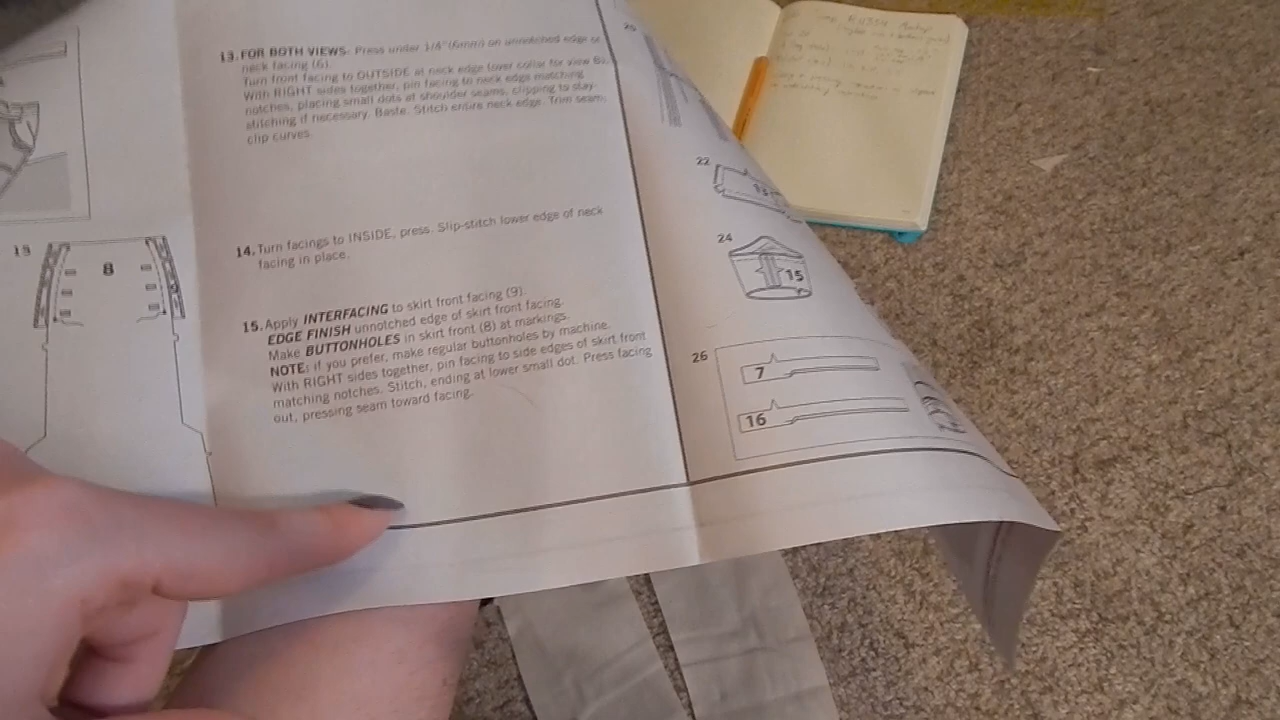 13. FOR BOTH VIEWS: Press under 1/4" (6mm) on unnotched edge of
neck facing (6).
Turn front facing to OUTSIDE at neck edge (over collar for view B).
With RIGHT sides together, pin facing to neck edge matching
notches, placing small dots at shoulder seams, clipping to stay-
stitching if necessary. Baste. Stitch entire neck edge. Trim seam;
clip curves.
14. Turn facings to INSIDE, press. Slip-stitch lower edge of neck
facing in place.
15. Apply INTERFACING to skirt front facing (9).
EDGE FINISH unnotched edge of skirt front facing.
Make BUTTONHOLES in skirt front (8) at markings.
NOTE: if you prefer, make regular buttonholes by machine.
With RIGHT sides together, pin facing to side edges of skirt front
matching notches. Stitch, ending at lower small dot. Press facing
out, pressing seam toward facing.
8
9
22
24
15
26
7
16